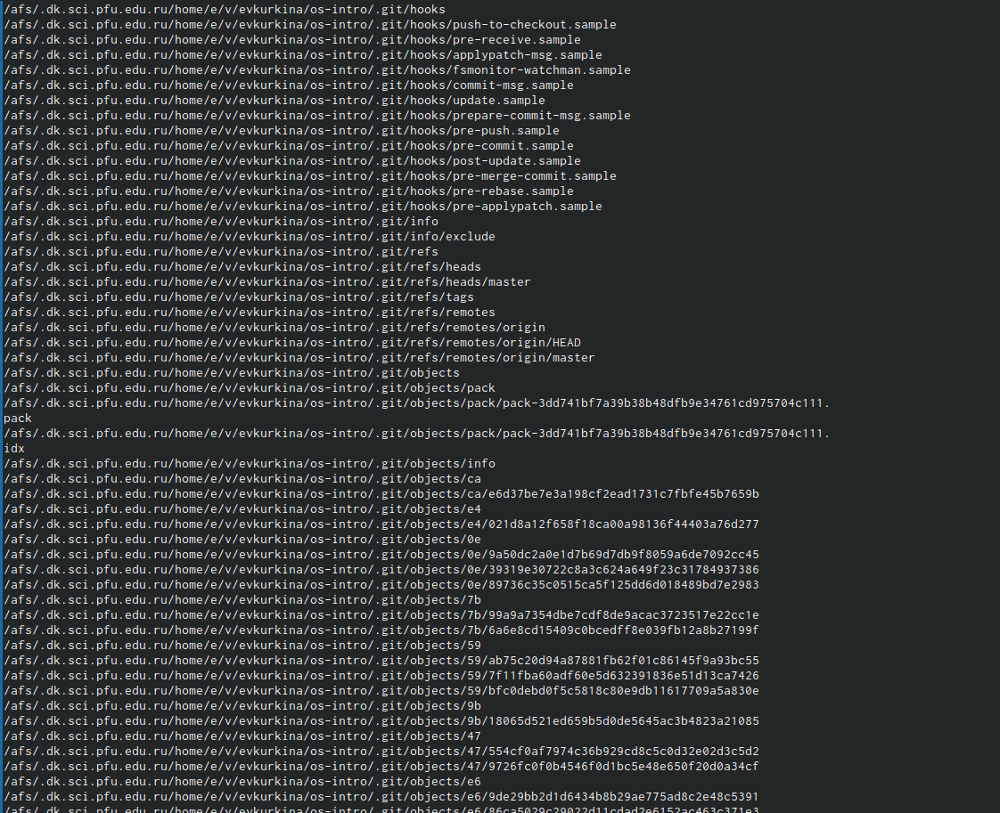 /afs/.dk.sci.pfu.edu.ru/home/e/v/evkurkina/os-intro/.git/hooks
/afs/.dk.sci.pfu.edu.ru/home/e/v/evkurkina/os-intro/.git/hooks/push-to-checkout.sample
/afs/.dk.sci.pfu.edu.ru/home/e/v/evkurkina/os-intro/.git/hooks/pre-receive.sample
/afs/.dk.sci.pfu.edu.ru/home/e/v/evkurkina/os-intro/.git/hooks/applypatch-msg.sample
/afs/.dk.sci.pfu.edu.ru/home/e/v/evkurkina/os-intro/.git/hooks/fsmonitor-watchman.sample
/afs/.dk.sci.pfu.edu.ru/home/e/v/evkurkina/os-intro/.git/hooks/commit-msg.sample
/afs/.dk.sci.pfu.edu.ru/home/e/v/evkurkina/os-intro/.git/hooks/update.sample
/afs/.dk.sci.pfu.edu.ru/home/e/v/evkurkina/os-intro/.git/hooks/prepare-commit-msg.sample
/afs/.dk.sci.pfu.edu.ru/home/e/v/evkurkina/os-intro/.git/hooks/pre-push.sample
/afs/.dk.sci.pfu.edu.ru/home/e/v/evkurkina/os-intro/.git/hooks/pre-commit.sample
/afs/.dk.sci.pfu.edu.ru/home/e/v/evkurkina/os-intro/.git/hooks/post-update.sample
/afs/.dk.sci.pfu.edu.ru/home/e/v/evkurkina/os-intro/.git/hooks/pre-merge-commit.sample
/afs/.dk.sci.pfu.edu.ru/home/e/v/evkurkina/os-intro/.git/hooks/pre-rebase.sample
/afs/.dk.sci.pfu.edu.ru/home/e/v/evkurkina/os-intro/.git/hooks/pre-applypatch.sample
/afs/.dk.sci.pfu.edu.ru/home/e/v/evkurkina/os-intro/.git/info
/afs/.dk.sci.pfu.edu.ru/home/e/v/evkurkina/os-intro/.git/info/exclude
/afs/.dk.sci.pfu.edu.ru/home/e/v/evkurkina/os-intro/.git/refs
/afs/.dk.sci.pfu.edu.ru/home/e/v/evkurkina/os-intro/.git/refs/heads
/afs/.dk.sci.pfu.edu.ru/home/e/v/evkurkina/os-intro/.git/refs/heads/master
/afs/.dk.sci.pfu.edu.ru/home/e/v/evkurkina/os-intro/.git/refs/tags
/afs/.dk.sci.pfu.edu.ru/home/e/v/evkurkina/os-intro/.git/refs/remotes
/afs/.dk.sci.pfu.edu.ru/home/e/v/evkurkina/os-intro/.git/refs/remotes/origin
/afs/.dk.sci.pfu.edu.ru/home/e/v/evkurkina/os-intro/.git/refs/remotes/origin/HEAD
/afs/.dk.sci.pfu.edu.ru/home/e/v/evkurkina/os-intro/.git/refs/remotes/origin/master
/afs/.dk.sci.pfu.edu.ru/home/e/v/evkurkina/os-intro/.git/objects
/afs/.dk.sci.pfu.edu.ru/home/e/v/evkurkina/os-intro/.git/objects/pack
/afs/.dk.sci.pfu.edu.ru/home/e/v/evkurkina/os-intro/.git/objects/pack/pack-3dd741bf7a39b38b48dfb9e34761cd975704c111.
pack
/afs/.dk.sci.pfu.edu.ru/home/e/v/evkurkina/os-intro/.git/objects/pack/pack-3dd741bf7a39b38b48dfb9e34761cd975704c111.
idx
/afs/.dk.sci.pfu.edu.ru/home/e/v/evkurkina/os-intro/.git/objects/info
/afs/.dk.sci.pfu.edu.ru/home/e/v/evkurkina/os-intro/.git/objects/ca
/afs/.dk.sci.pfu.edu.ru/home/e/v/evkurkina/os-intro/.git/objects/ca/e6d37be7e3a198cf2ead1731c7fbfe45b7659b
/afs/.dk.sci.pfu.edu.ru/home/e/v/evkurkina/os-intro/.git/objects/e4
/afs/.dk.sci.pfu.edu.ru/home/e/v/evkurkina/os-intro/.git/objects/e4/021d8a12f658f18ca00a98136f44403a76d277
/afs/.dk.sci.pfu.edu.ru/home/e/v/evkurkina/os-intro/.git/objects/0e
/afs/.dk.sci.pfu.edu.ru/home/e/v/evkurkina/os-intro/.git/objects/0e/9a50dc2a0e1d7b69d7db9f8059a6de7092cc45
/afs/.dk.sci.pfu.edu.ru/home/e/v/evkurkina/os-intro/.git/objects/0e/39319e30722c8a3c624a649f23c31784937386
/afs/.dk.sci.pfu.edu.ru/home/e/v/evkurkina/os-intro/.git/objects/0e/89736c35c0515ca5f125dd6d018489bd7e2983
/afs/.dk.sci.pfu.edu.ru/home/e/v/evkurkina/os-intro/.git/objects/7b
/afs/.dk.sci.pfu.edu.ru/home/e/v/evkurkina/os-intro/.git/objects/7b/99a9a7354dbe7cdf8de9acac3723517e22cc1e
/afs/.dk.sci.pfu.edu.ru/home/e/v/evkurkina/os-intro/.git/objects/7b/6a6e8cd15409c0bcedff8e039fb12a8b27199f
/afs/.dk.sci.pfu.edu.ru/home/e/v/evkurkina/os-intro/.git/objects/59
/afs/.dk.sci.pfu.edu.ru/home/e/v/evkurkina/os-intro/.git/objects/59/ab75c20d94a87881fb62f01c86145f9a93bc55
/afs/.dk.sci.pfu.edu.ru/home/e/v/evkurkina/os-intro/.git/objects/59/7f11fba60adf60e5d632391836e51d13ca7426
/afs/.dk.sci.pfu.edu.ru/home/e/v/evkurkina/os-intro/.git/objects/59/bfc0debd0f5c5818c80e9db11617709a5a830e
/afs/.dk.sci.pfu.edu.ru/home/e/v/evkurkina/os-intro/.git/objects/9b
/afs/.dk.sci.pfu.edu.ru/home/e/v/evkurkina/os-intro/.git/objects/9b/18065d521ed659b5d0de5645ac3b4823a21085
/afs/.dk.sci.pfu.edu.ru/home/e/v/evkurkina/os-intro/.git/objects/47
/afs/.dk.sci.pfu.edu.ru/home/e/v/evkurkina/os-intro/.git/objects/47/554cf0af7974c36b929cd8c5c0d32e02d3c5d2
/afs/.dk.sci.pfu.edu.ru/home/e/v/evkurkina/os-intro/.git/objects/47/9726fc0f0b4546f0d1bc5e48e650f20d0a34cf
/afs/.dk.sci.pfu.edu.ru/home/e/v/evkurkina/os-intro/.git/objects/e6
/afs/.dk.sci.pfu.edu.ru/home/e/v/evkurkina/os-intro/.git/objects/e6/9de29bb2d1d6434b8b29ae775ad8c2e48c5391